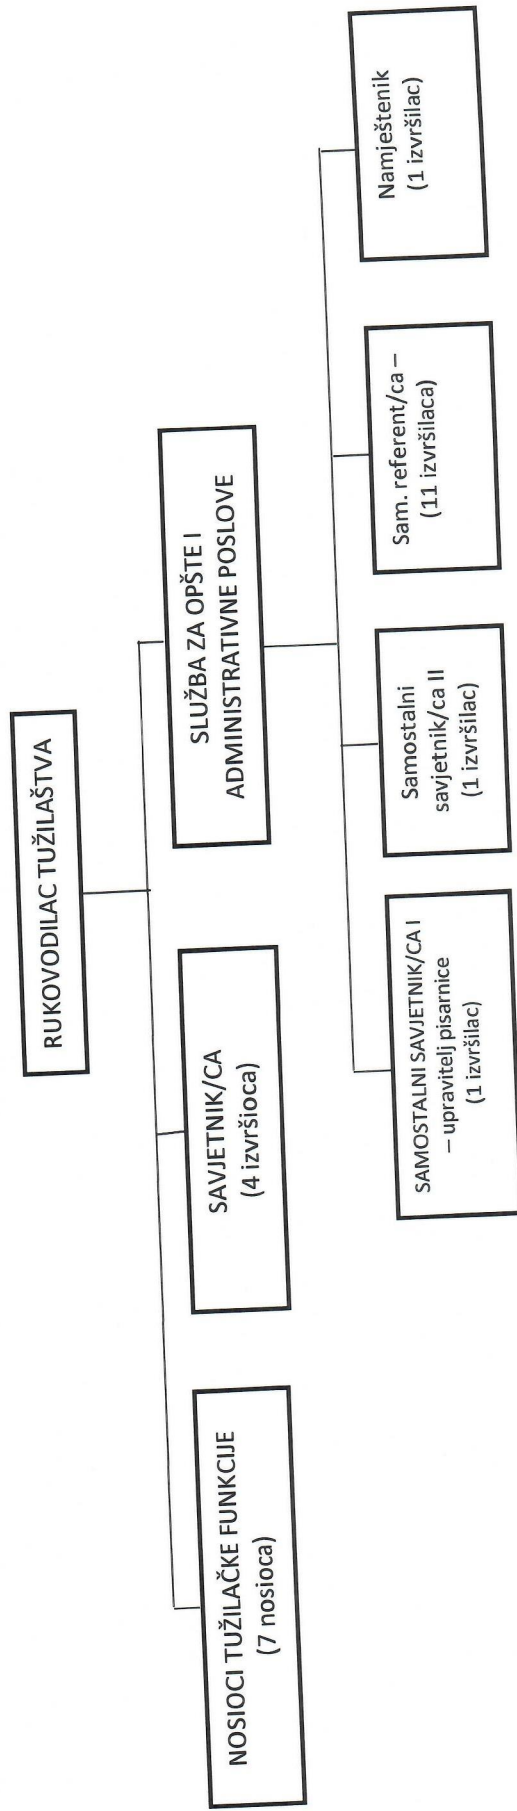 RUKOVODILAC TUŽILAŠTVA
NOSIOCI TUŽILAČKE FUNKCIJE
(7 nosioca)
SAVJETNIK/CA
(4 izvršioca)
SLUŽBA ZA OPŠTE I
ADMINISTRATIVNE POSLOVE
SAMOSTALNI SAVJETNIK/CA I
– upravitelj pisarnice
(1 izvršilac)
Samostalni
savjetnik/ca II
(1 izvršilac)
Sam. referent/ca –
(11 izvršilaca)
Namještenik
(1 izvršilac)